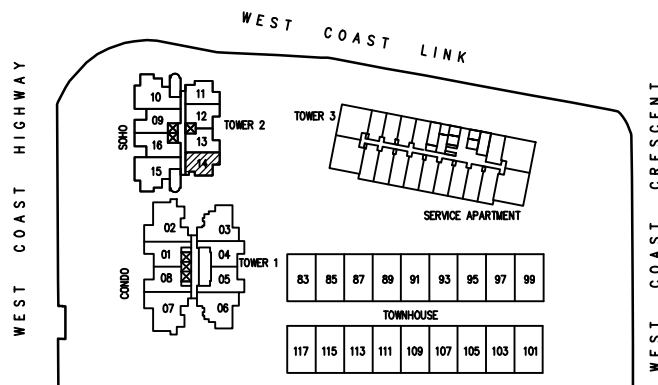 WEST COAST LINK
WEST COAST HIGHWAY
WEST COAST CRESCENT
10 11
09 12
16 13
15 14
SOHO
TOWER 2
TOWER 3
SERVICE APARTMENT
02 03
01 04
08 05
07 06
CONDO
TOWER 1
83 85 87 89 91 93 95 97 99
TOWNHOUSE
117 115 113 111 109 107 105 103 101